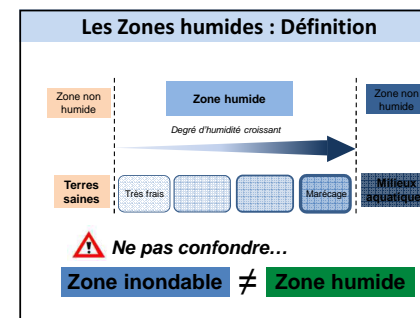 Les Zones humides : Définition
Zone non
humide
Zone humide
Zone non
humide
Degré d'humidité croissant
Terres
saines
Très frais
Marécage
Milieux
aquatiques
Ne pas confondre…
Zone inondable ≠ Zone humide